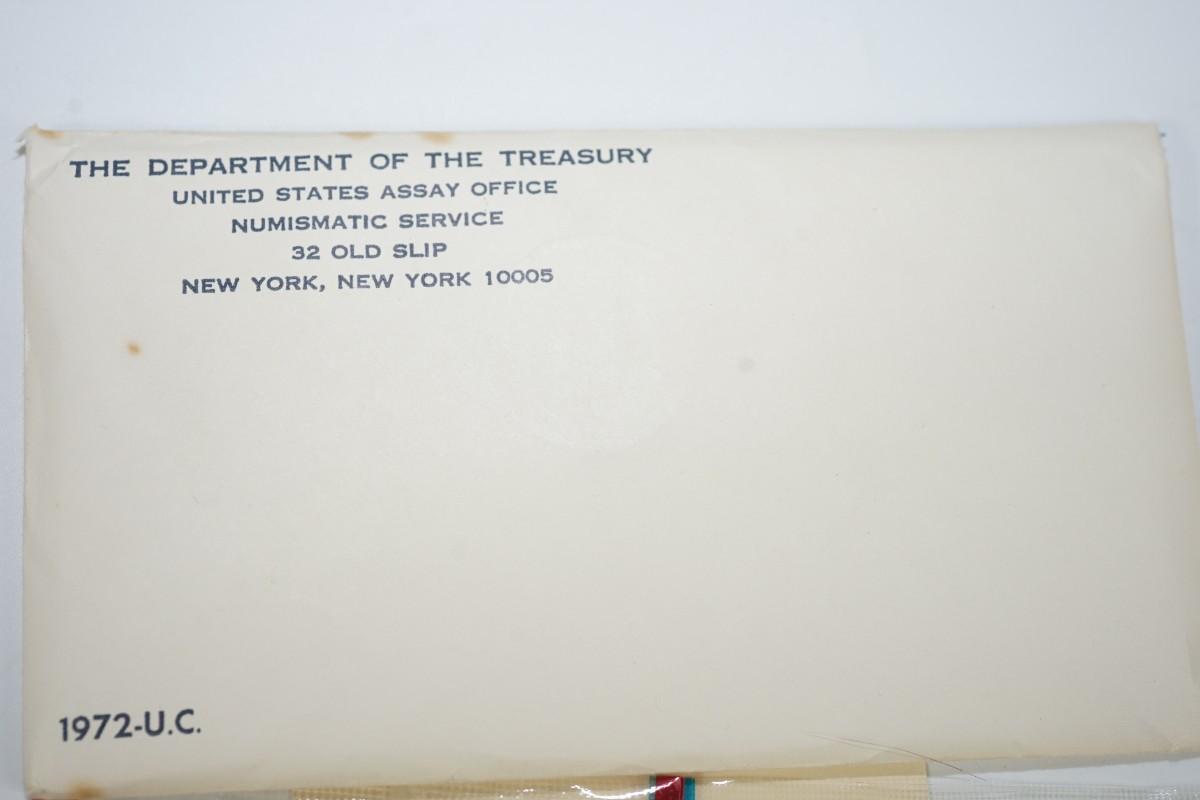 THE DEPARTMENT OF THE TREASURY
UNITED STATES ASSAY OFFICE
NUMISMATIC SERVICE
32 OLD SLIP
NEW YORK, NEW YORK 10005
1972-U.C.